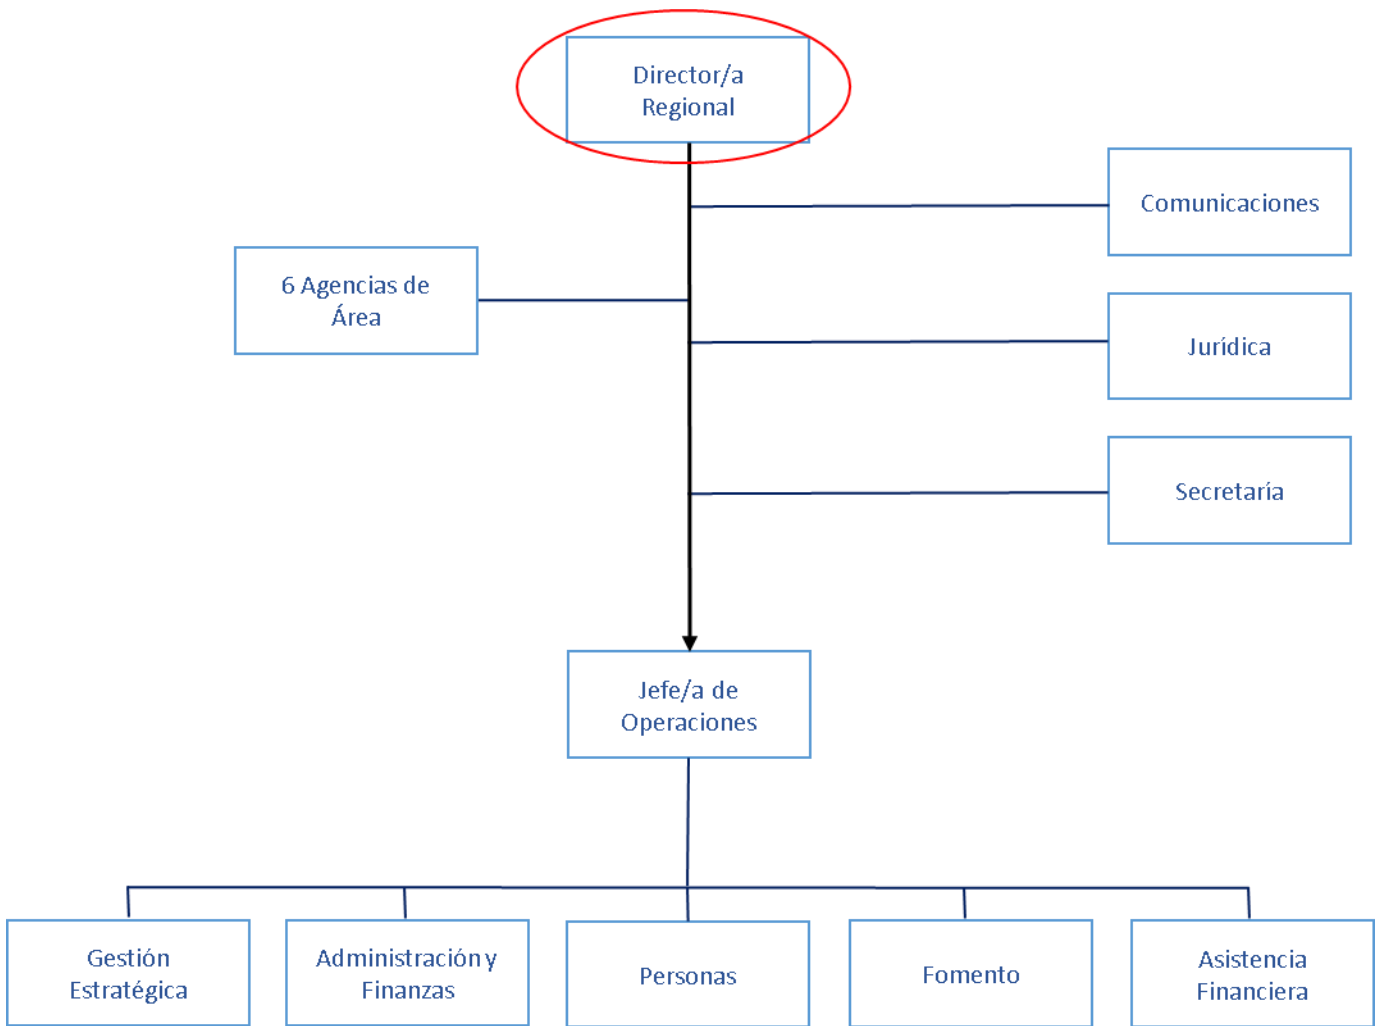 Director/a
Regional
Comunicaciones
6 Agencias de
Área
Jurídica
Secretaría
Jefe/a de
Operaciones
Gestión
Estratégica
Administración y
Finanzas
Personas
Fomento
Asistencia
Financiera